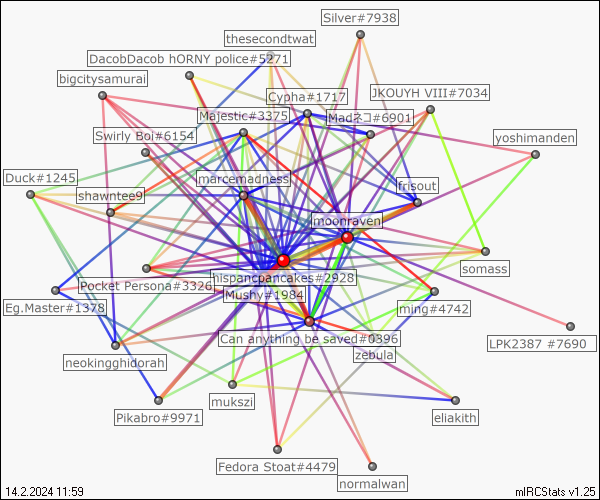 Silver#7938
thesecondtwat
DacobDacob hORNY police#5271
bigcitysamurai
JKOUYH VIII#7034
Cypha#1717
Majestic#3375
Madネコ#6901
Swirly Boi#6154
yoshimanden
Duck#1245
marcemadness
frisout
shawntee9
moonraven
somass
hispancpancakes#2928
Pocket Persona#3326
Mushy#1984
Eg.Master#1378
ming#4742
Can anything be saved#0396
LPK2387 #7690
zebula
neokingghidorah
mukszi
eliakith
Pikabro#9971
Fedora Stoat#4479
normalwan
14.2.2024 11:59
mIRCStats v1.25